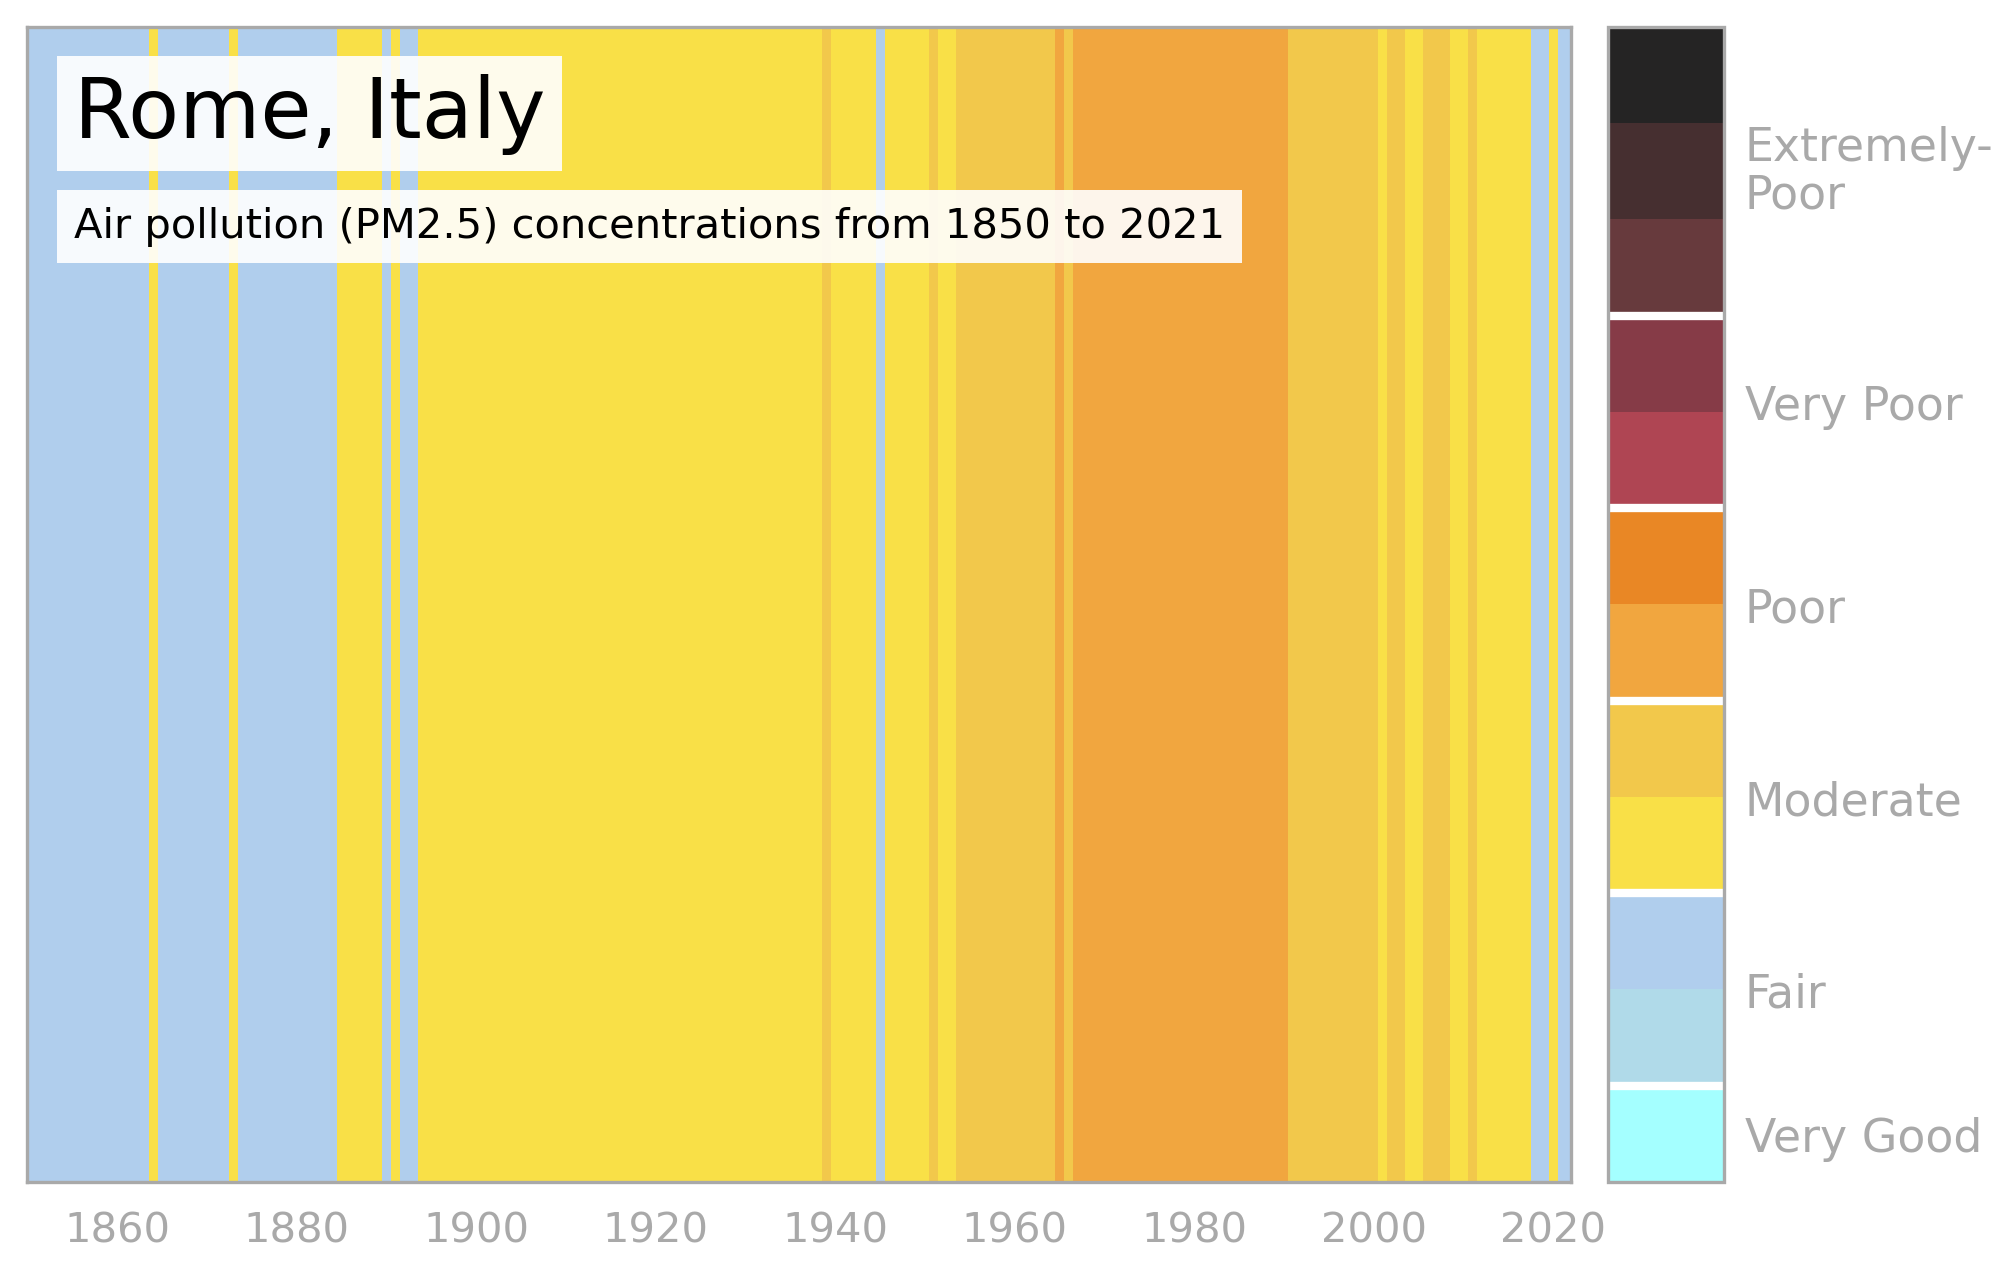 Rome, Italy
Air pollution (PM2.5) concentrations from 1850 to 2021
Extremely-
Poor
Very Poor
Poor
Moderate
Fair
Very Good
1860 1880 1900 1920 1940 1960 1980 2000 2020